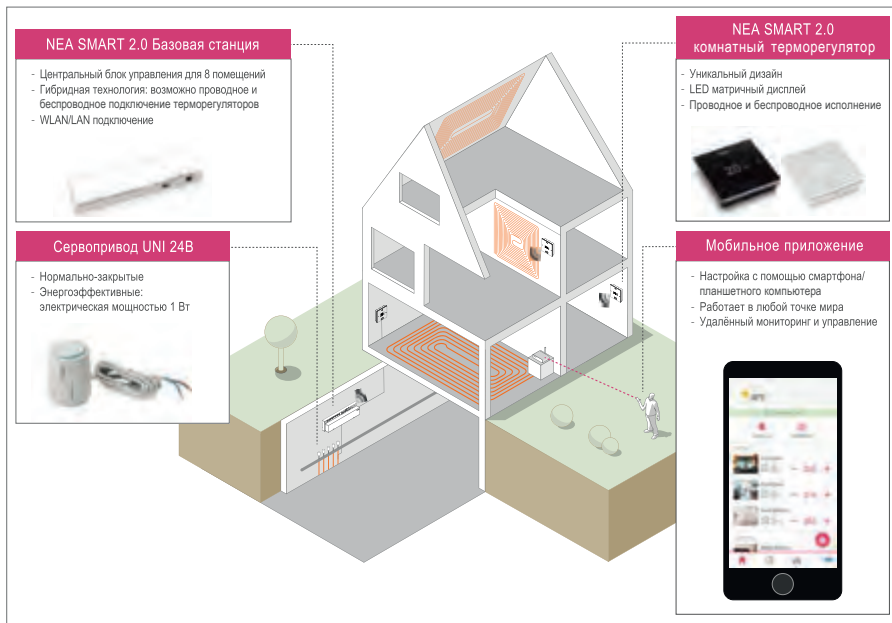 NEA SMART 2.0 Базовая станция
- Центральный блок управления для 8 помещений
- Гибридная технология: возможно проводное и
беспроводное подключение терморегуляторов
- WLAN/LAN подключение
NEA SMART 2.0
комнатный терморегулятор
- Уникальный дизайн
- LED матричный дисплей
- Проводное и беспроводное исполнение
Сервопривод UNI 24В
- Нормально-закрытые
- Энергоэффективные:
электрическая мощностью 1 Вт
Мобильное приложение
- Настройка с помощью смартфона/
планшетного компьютера
- Работает в любой точке мира
- Удалённый мониторинг и управление